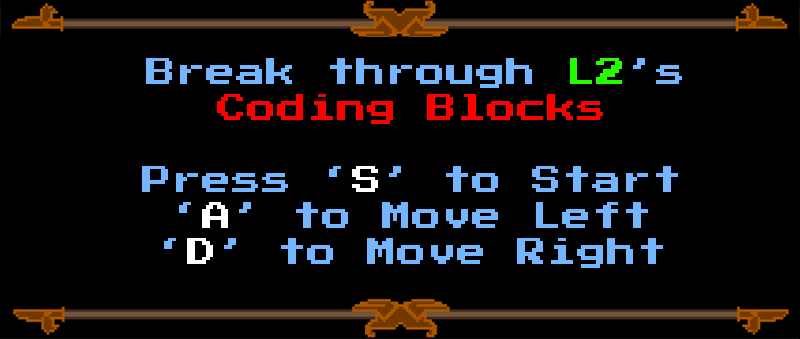 Break through L2's
Coding Blocks
Press ‘S’ to Start
‘A’ to Move Left
‘D’ to Move Right